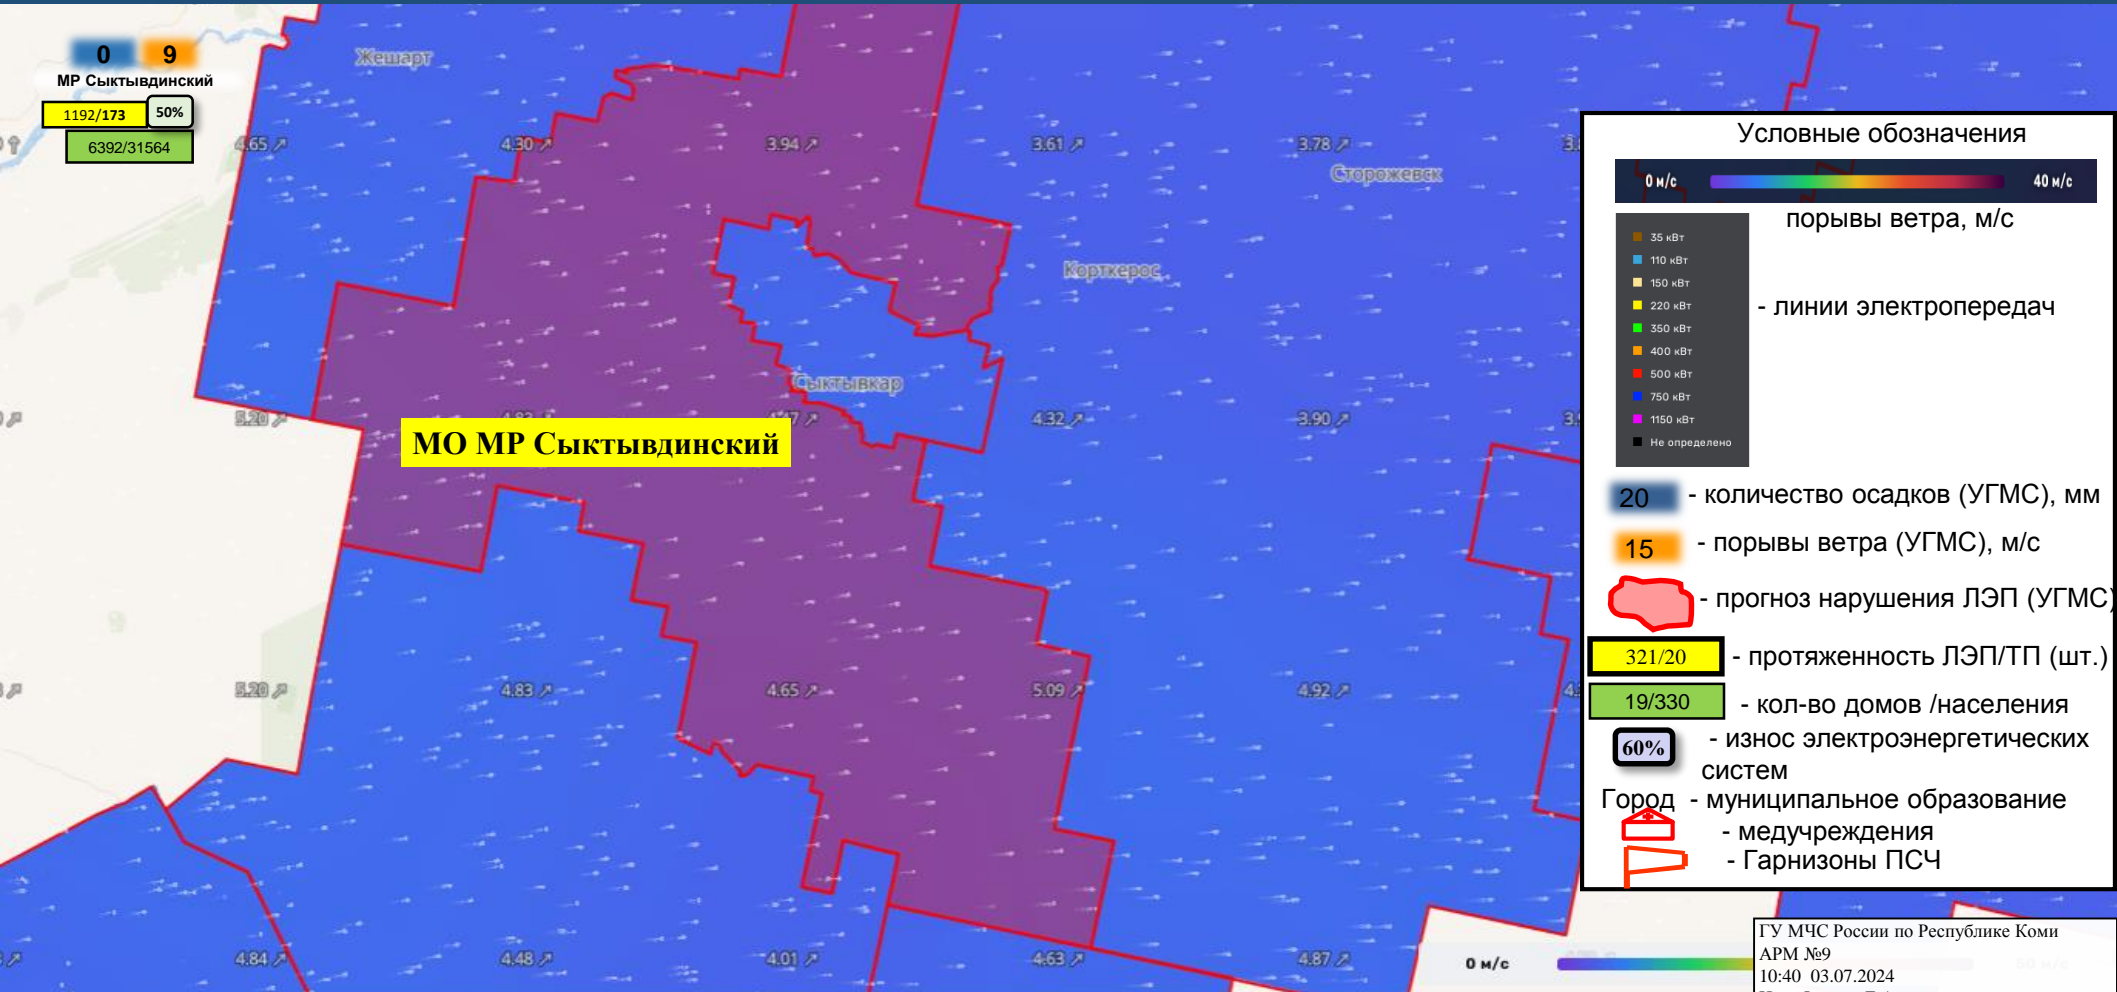 0 9
МР Сыктывдинский
1192/173 50%
6392/31564
Жешарт
4.65 4.30 3.94 3.61 3.78
Сторожевск
Корткерос
Сыктывкар
5.20 4.32 3.90
МО МР Сыктывдинский
5.20 4.83 4.65 5.09 4.92
4.84 4.48 4.01 4.63 4.87
0 м/с
Условные обозначения
0 м/с 40 м/с
порывы ветра, м/с
35 кВт
110 кВт
150 кВт
220 кВт
350 кВт
400 кВт
500 кВт
750 кВт
1150 кВт
Не определено
- линии электропередач
20 - количество осадков (УГМС), мм
15 - порывы ветра (УГМС), м/с
- прогноз нарушения ЛЭП (УГМС)
321/20 - протяженность ЛЭП/ТП (шт.)
19/330 - кол-во домов /населения
60% - износ электроэнергетических
систем
Город - муниципальное образование
- медучреждения
- Гарнизоны ПСЧ
ГУ МЧС России по Республике Коми
АРМ №9
10:40 03.07.2024